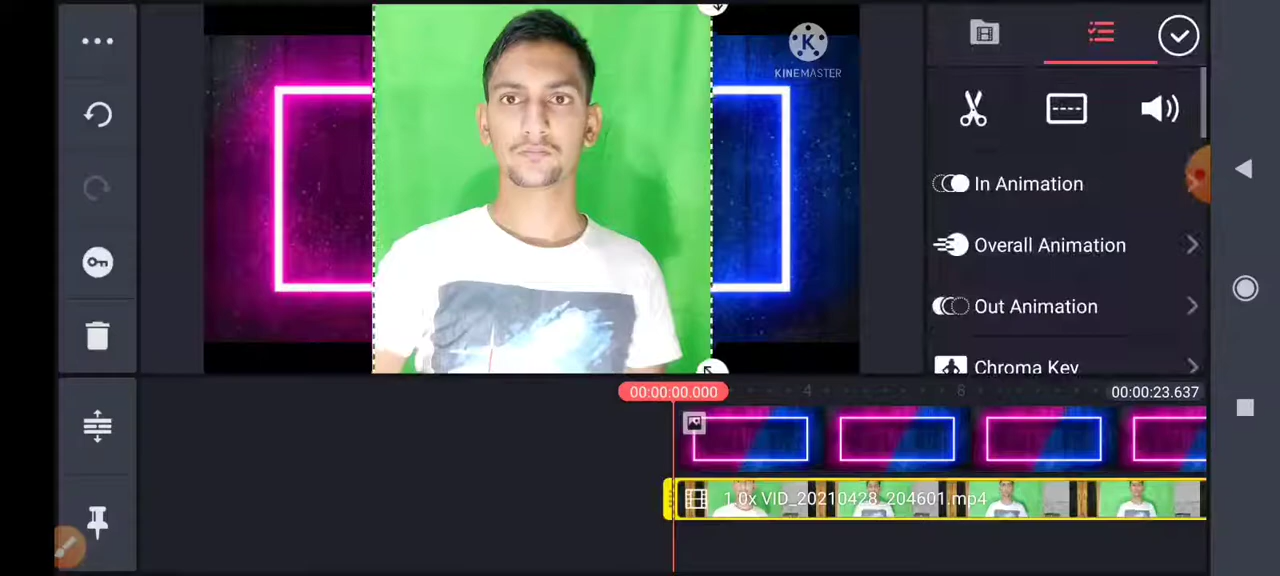 KINEMASTER
In Animation
Overall Animation
Out Animation
Chroma Key
00:00:00.000
4
6
00:00:23.637
1.0x VID_20210428_204601.mp4